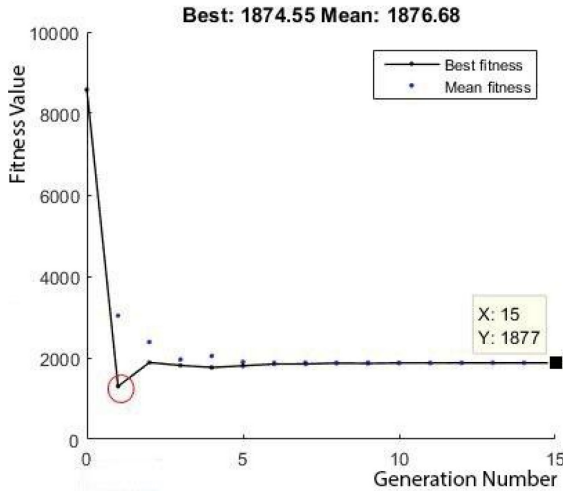 Best: 1874.55 Mean: 1876.68
10000
Best fitness
Mean fitness
8000
Fitness Value
6000
4000
X: 15
Y: 1877
2000
0
0
5
10
15
Generation Number